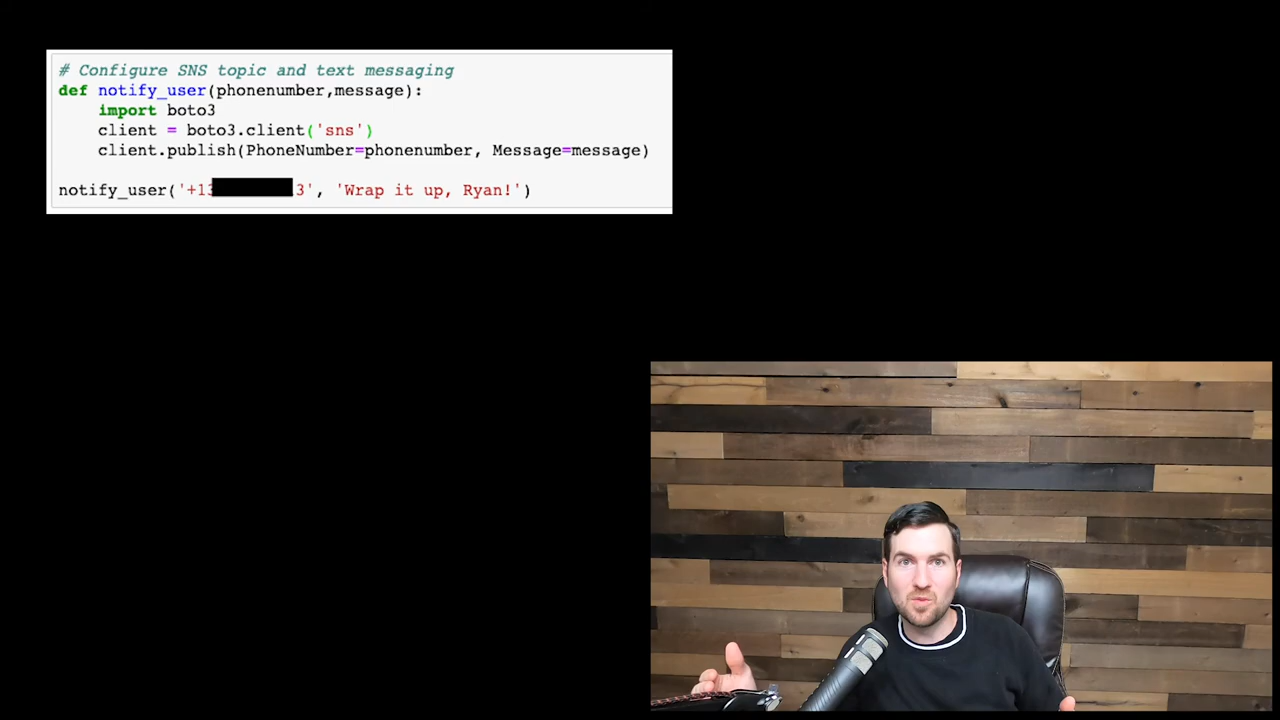 # Configure SNS topic and text messaging
def notify_user(phonenumber,message):
import boto3
client = boto3.client('sns')
client.publish(PhoneNumber=phonenumber, Message=message)
notify_user('+13 3', 'Wrap it up, Ryan!')